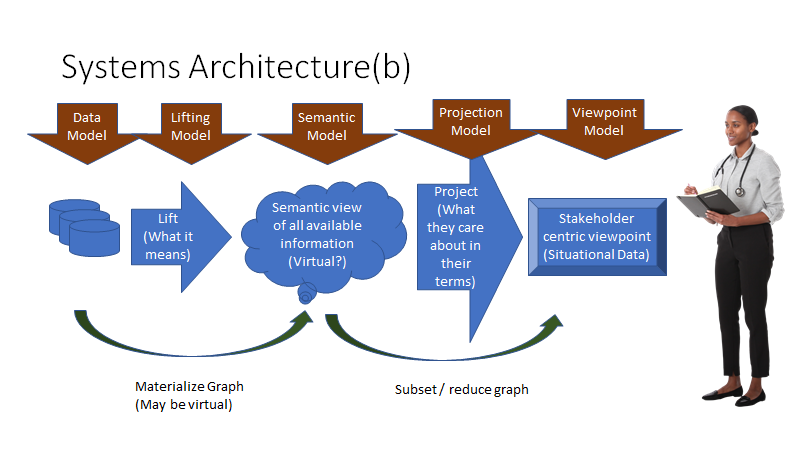 Systems Architecture(b)
Data
Model
Lifting
Model
Semantic
Model
Projection
Model
Viewpoint
Model
Lift
(What it
means)
Semantic view
of all available
information
(Virtual?)
Project
(What
they care
about in
their
terms)
Stakeholder
centric viewpoint
(Situational Data)
Materialize Graph
(May be virtual)
Subset / reduce graph